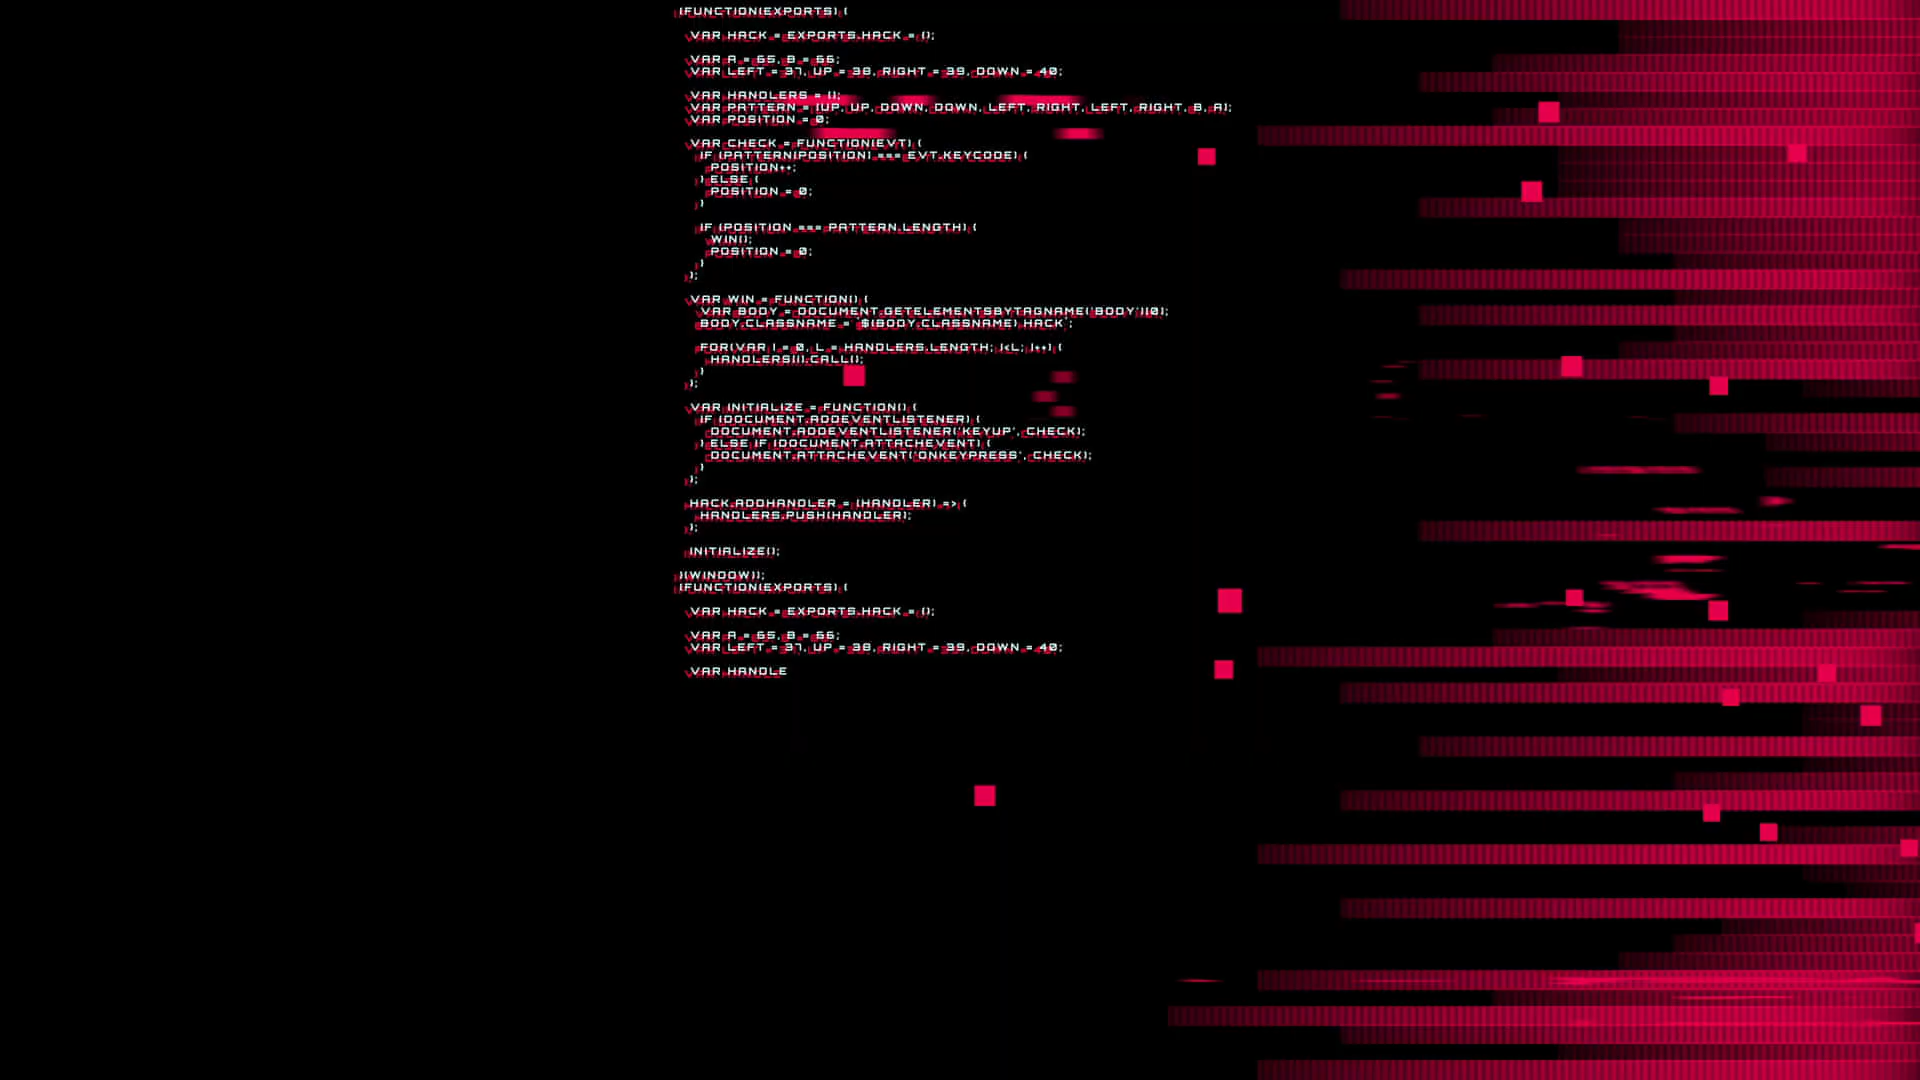 (FUNCTION(EXPORTS) {
VAR HACK = EXPORTS.HACK = {};
VAR A = 65, B = 66;
VAR LEFT = 37, UP = 38, RIGHT = 39, DOWN = 40;
VAR HANDLERS = [];
VAR PATTERN = [UP, UP, DOWN, DOWN, LEFT, RIGHT, LEFT, RIGHT, B, A];
VAR POSITION = 0;
VAR CHECK = FUNCTION(EVT) {
IF (PATTERN[POSITION] === EVT.KEYCODE) {
POSITION++;
} ELSE {
POSITION = 0;
}
IF (POSITION === PATTERN.LENGTH) {
WIN();
POSITION = 0;
}
};
VAR WIN = FUNCTION() {
VAR BODY = DOCUMENT.GETELEMENTSBYTAGNAME('BODY')[0];
BODY.CLASSNAME = `${BODY.CLASSNAME} HACK`;
FOR(VAR I = 0, L = HANDLERS.LENGTH; I<L; I++) {
HANDLERS[I].CALL();
}
};
VAR INITIALIZE = FUNCTION() {
IF (DOCUMENT.ADDEVENTLISTENER) {
DOCUMENT.ADDEVENTLISTENER('KEYUP', CHECK);
} ELSE IF (DOCUMENT.ATTACHEVENT) {
DOCUMENT.ATTACHEVENT('ONKEYPRESS', CHECK);
}
};
HACK.ADDHANDLER = (HANDLER) => {
HANDLERS.PUSH(HANDLER);
};
INITIALIZE();
})(WINDOW));
(FUNCTION(EXPORTS) {
VAR HACK = EXPORTS.HACK = {};
VAR A = 65, B = 66;
VAR LEFT = 37, UP = 38, RIGHT = 39, DOWN = 40;
VAR HANDLE